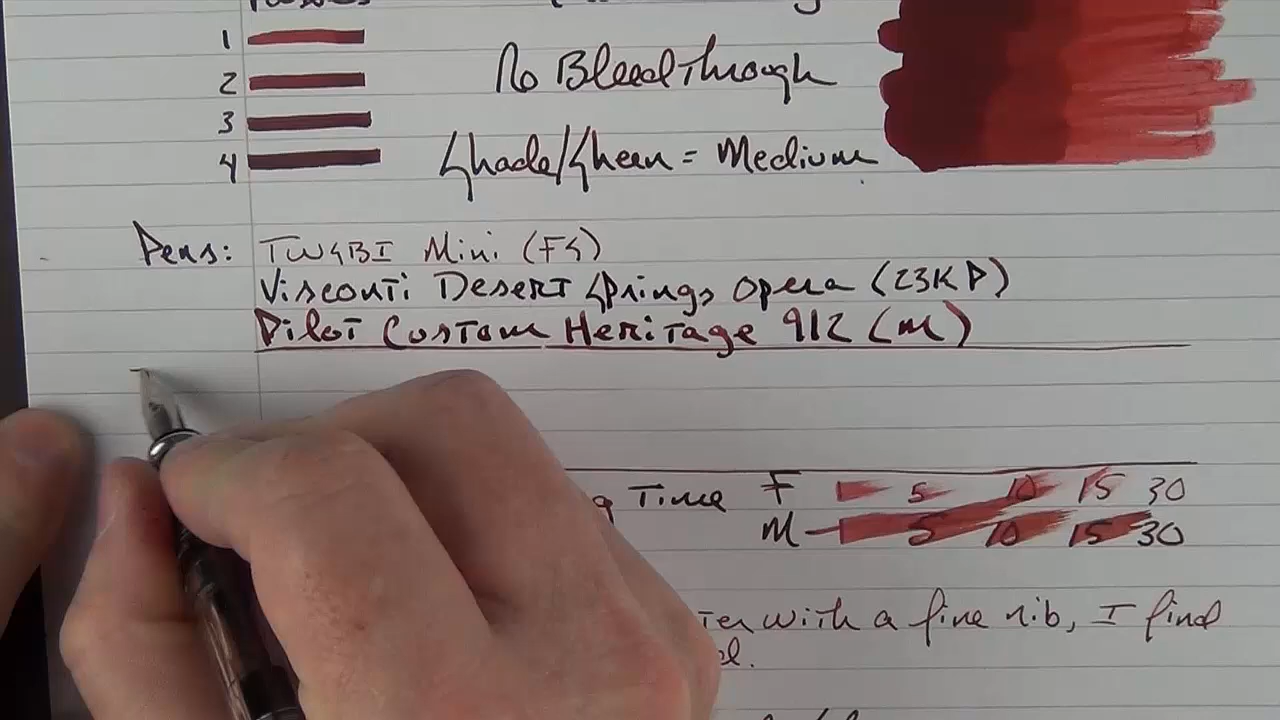 1
2
No Bleedthrough
3
4
Shade/Sheen = Medium
Pens: TWSBI Mini (FS)
Visconti Desert Springs Opera (23KP)
Pilot Custom Heritage 912 (M)
Time F 5 10 15 30
M 5 10 15 30
with a fine nib, I find